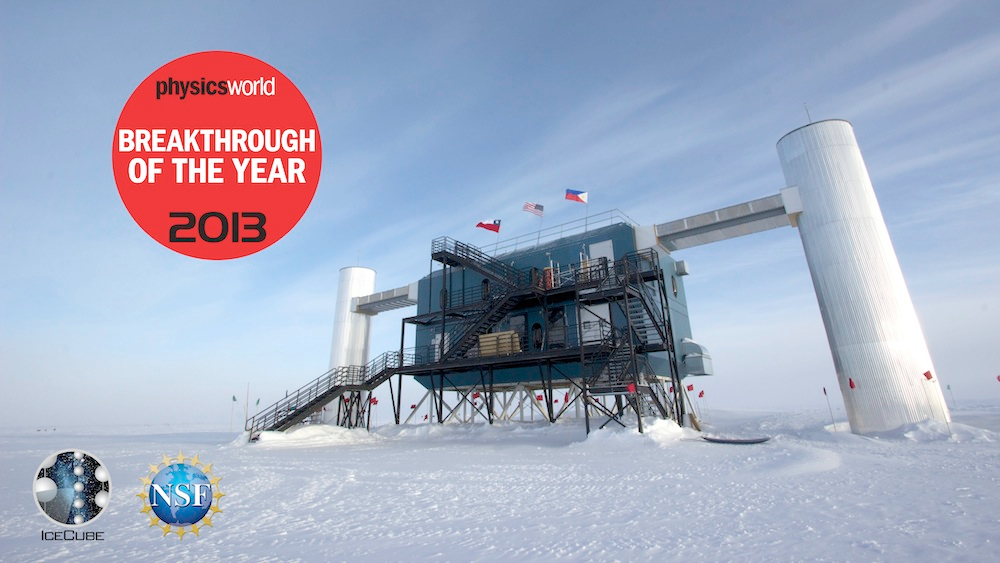 physicsworld
BREAKTHROUGH
OF THE YEAR
2013
ICECUBE
NSF